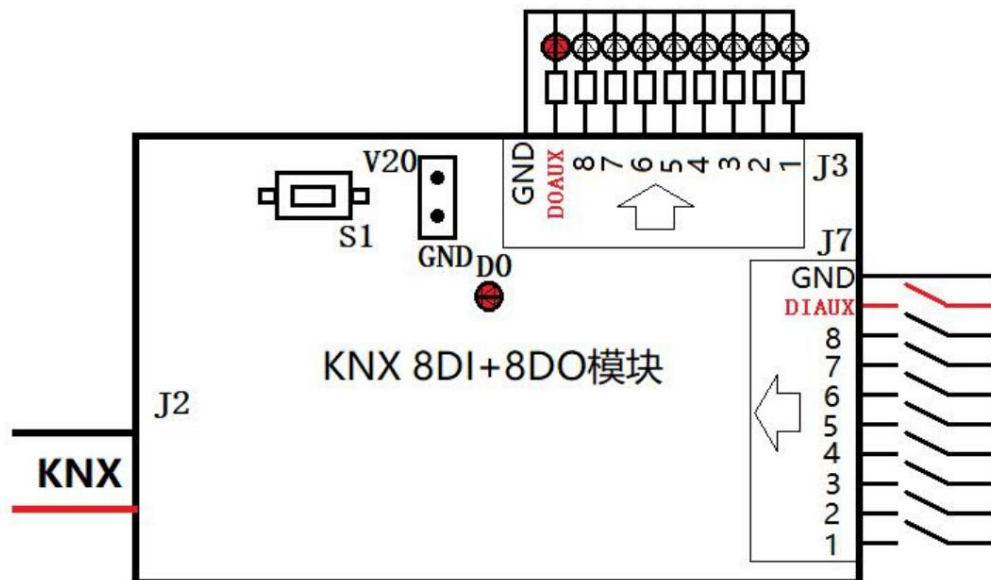 GND
DOAUX
8
7
6
5
4
3
2
1
J3
V20
S1
GND
D0
J7
GND
DIAUX
8
7
6
5
4
3
2
1
KNX 8DI+8DO模块
J2
KNX